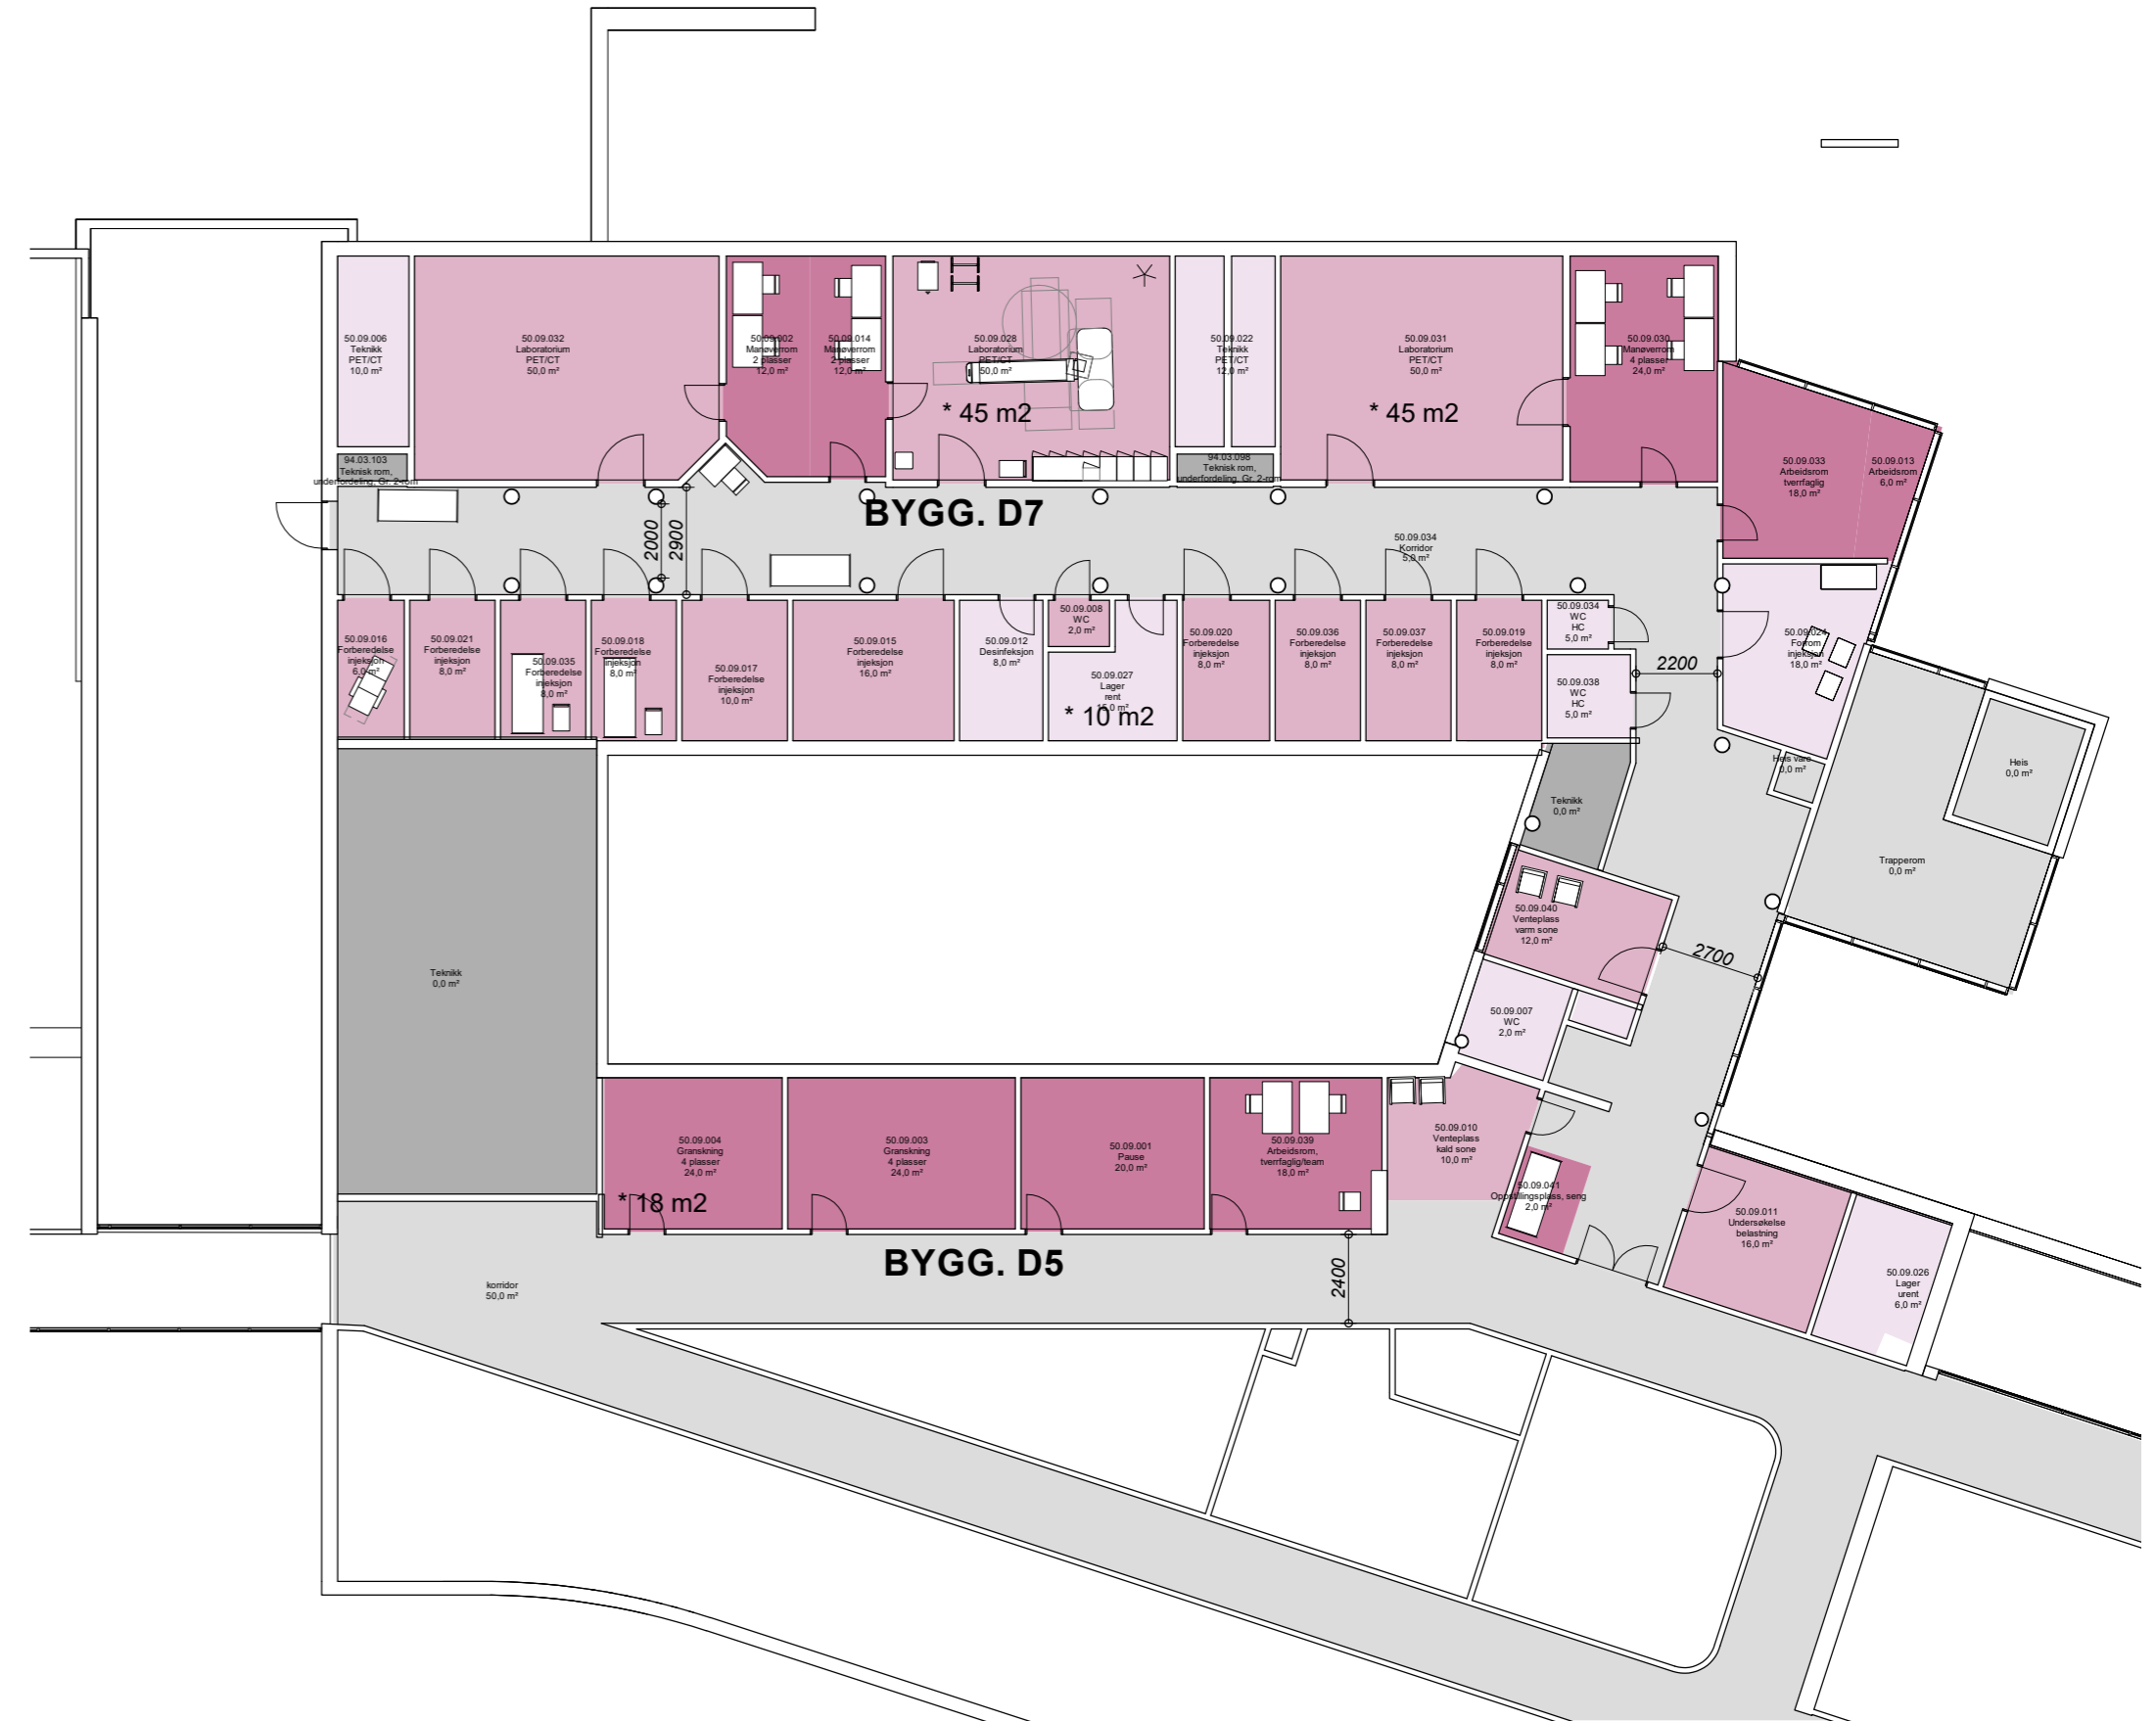 50.09.006
Teknikk
PET/CT
10,0 m²
50.09.032
Laboratorium
PET/CT
50,0 m²
50.09.002
Manøverrom
2 plasser
12,0 m²
50.09.014
Manøverrom
2 plasser
12,0 m²
50.09.028
Laboratorium
PET/CT
50,0 m²
* 45 m2
50.09.022
Teknikk
PET/CT
12,0 m²
50.09.031
Laboratorium
PET/CT
50,0 m²
* 45 m2
50.09.030
Manøverrom
4 plasser
24,0 m²
94.03.103
Teknisk rom,
underfordeling, Gr. 2-rom
94.03.098
Teknisk rom,
underfordeling, Gr. 2-rom
50.09.033
Arbeidsrom
tverrfaglig
18,0 m²
50.09.013
Arbeidsrom
6,0 m²
BYGG. D7
2000
2900
50.09.034
Korridor
5,0 m²
50.09.016
Forberedelse
injeksjon
6,0 m²
50.09.021
Forberedelse
injeksjon
8,0 m²
50.09.035
Forberedelse
injeksjon
8,0 m²
50.09.018
Forberedelse
injeksjon
8,0 m²
50.09.017
Forberedelse
injeksjon
10,0 m²
50.09.015
Forberedelse
injeksjon
16,0 m²
50.09.012
Desinfeksjon
8,0 m²
50.09.008
WC
2,0 m²
50.09.027
Lager
rent
15,0 m²
* 10 m2
50.09.020
Forberedelse
injeksjon
8,0 m²
50.09.036
Forberedelse
injeksjon
8,0 m²
50.09.037
Forberedelse
injeksjon
8,0 m²
50.09.019
Forberedelse
injeksjon
8,0 m²
50.09.034
WC
HC
5,0 m²
50.09.038
WC
HC
5,0 m²
2200
50.09.024
Forrom
injeksjon
18,0 m²
Heis vare
0,0 m²
Heis
0,0 m²
Teknikk
0,0 m²
Trapperom
0,0 m²
50.09.040
Venteplass
varm sone
12,0 m²
2700
Teknikk
0,0 m²
50.09.007
WC
2,0 m²
50.09.004
Granskning
4 plasser
24,0 m²
* 18 m2
50.09.003
Granskning
4 plasser
24,0 m²
50.09.001
Pause
20,0 m²
50.09.039
Arbeidsrom,
tverrfaglig/team
18,0 m²
50.09.010
Venteplass
kald sone
10,0 m²
50.09.041
Oppstillingsplass, seng
2,0 m²
50.09.011
Undersøkelse
belastning
16,0 m²
50.09.026
Lager
urent
6,0 m²
BYGG. D5
2400
korridor
50,0 m²